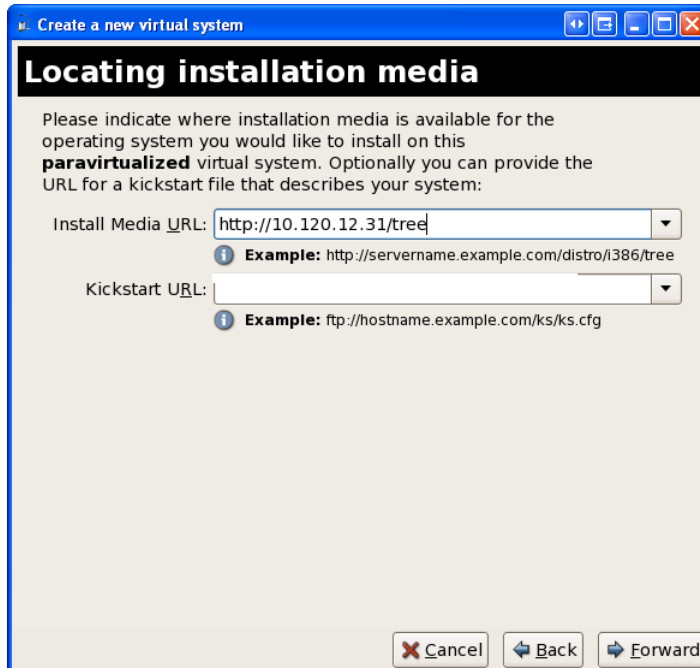 Create a new virtual system
Locating installation media
Please indicate where installation media is available for the
operating system you would like to install on this
paravirtualized virtual system. Optionally you can provide the
URL for a kickstart file that describes your system:
Install Media URL: http://10.120.12.31/tree
Example: http://servername.example.com/distro/i386/tree
Kickstart URL:
Example: ftp://hostname.example.com/ks/ks.cfg
Cancel Back Forward